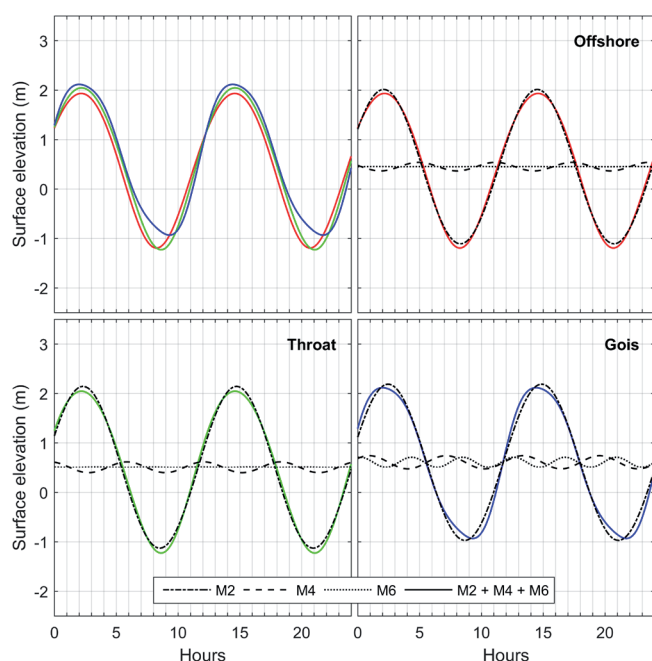 3
2
1
0
-1
-2
Surface elevation (m)
Offshore
3
2
1
0
-1
-2
Surface elevation (m)
Throat
Gois
M2 M4 M6 M2 + M4 + M6
0 5 10 15 20
Hours
0 5 10 15 20
Hours